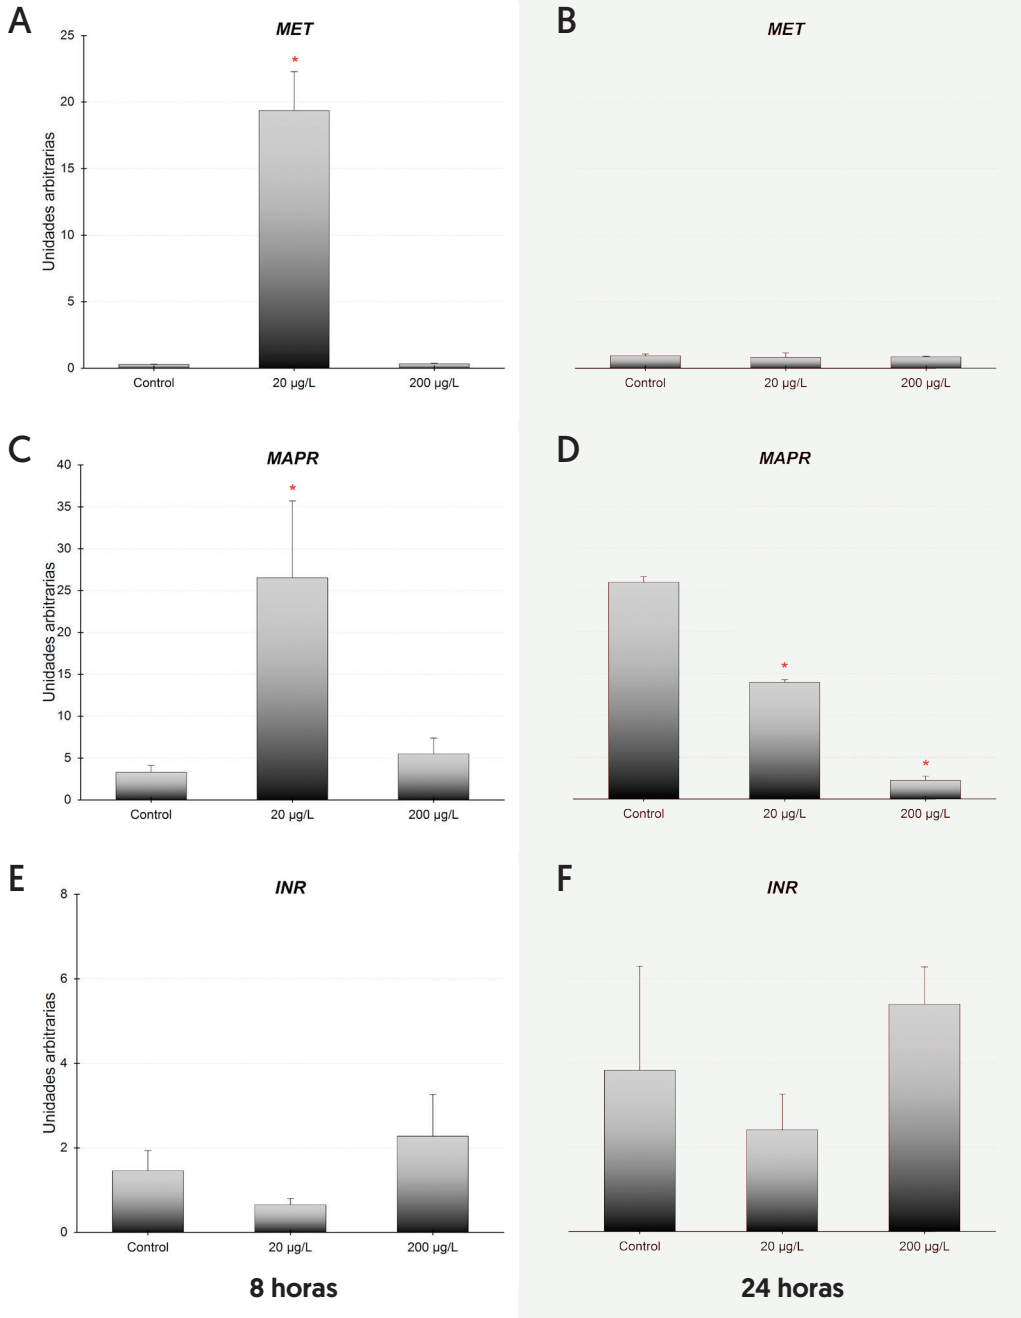 A
MET
*
25
20
15
10
5
0
Unidades arbitrarias
Control
20 µg/L
200 µg/L
B
MET
Control
20 µg/L
200 µg/L
C
MAPR
*
40
35
30
25
20
15
10
5
0
Unidades arbitrarias
Control
20 µg/L
200 µg/L
D
MAPR
*
*
Control
20 µg/L
200 µg/L
E
INR
8
6
4
2
0
Unidades arbitrarias
Control
20 µg/L
200 µg/L
8 horas
F
INR
Control
20 µg/L
200 µg/L
24 horas